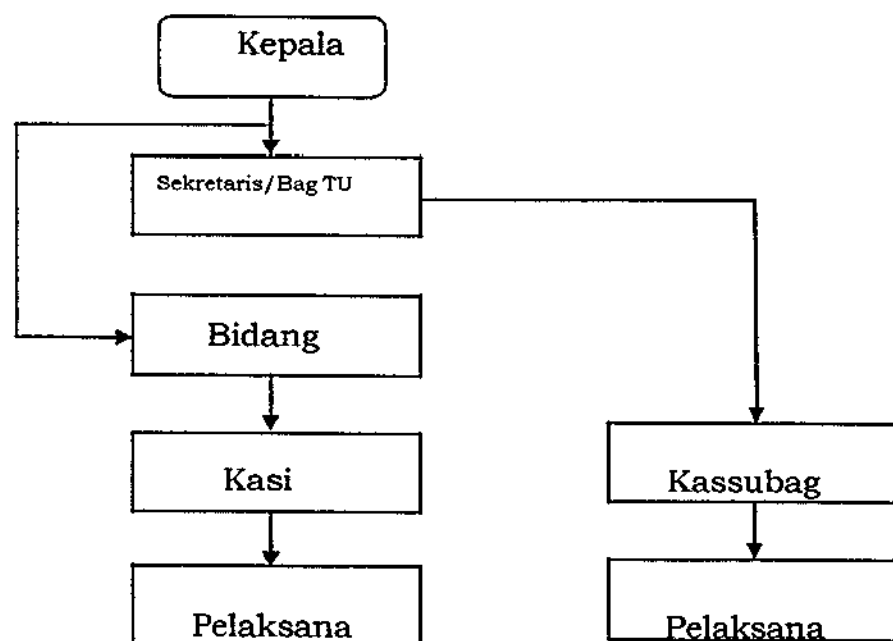 Kepala
Sekretaris/Bag TU
Bidang
Kasi
Kassubag
Pelaksana
Pelaksana